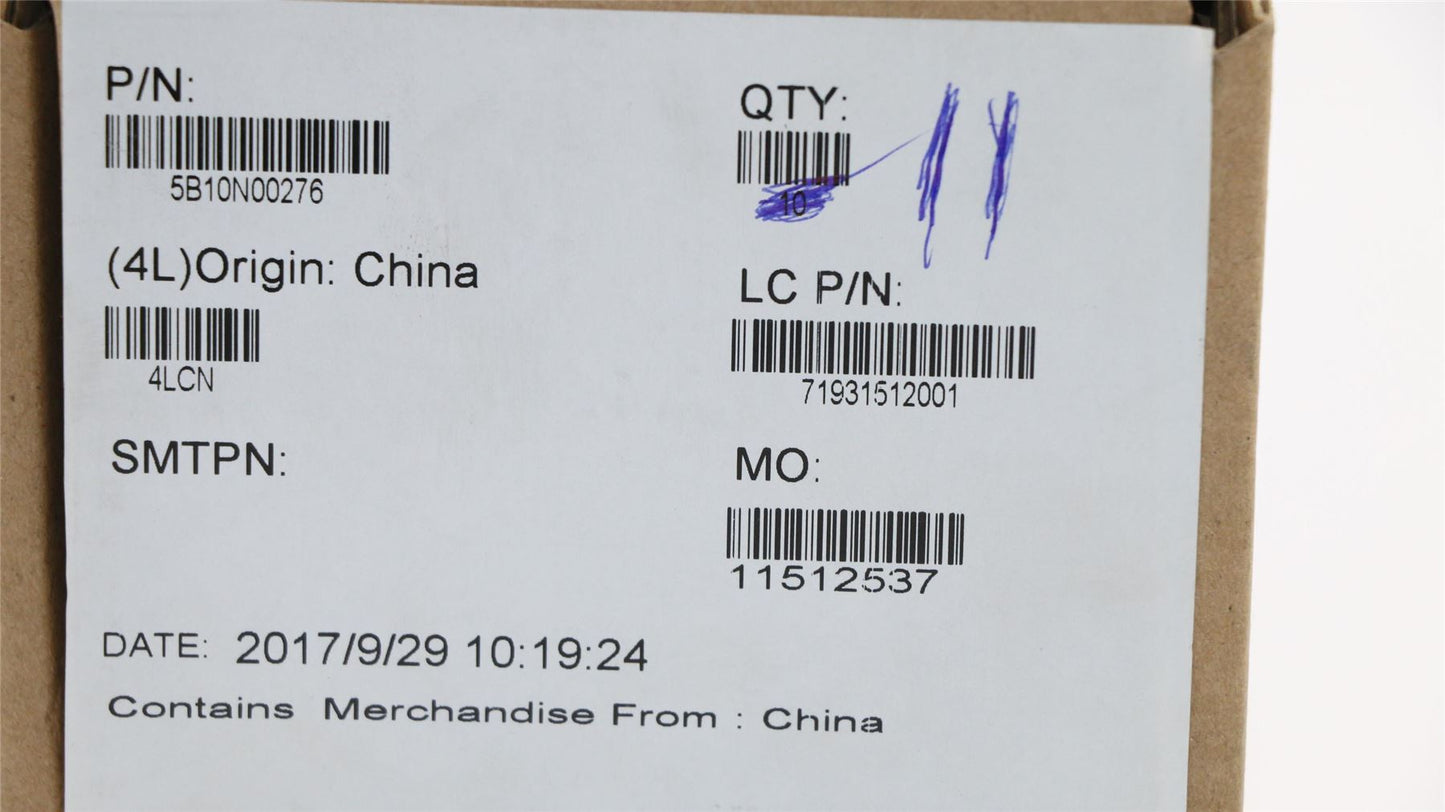 P/N:
5B10N00276
QTY:
10
11
(4L)Origin: China
4LCN
LC P/N:
71931512001
SMTPN:
MO:
11512537
DATE: 2017/9/29 10:19:24
Contains Merchandise From : China